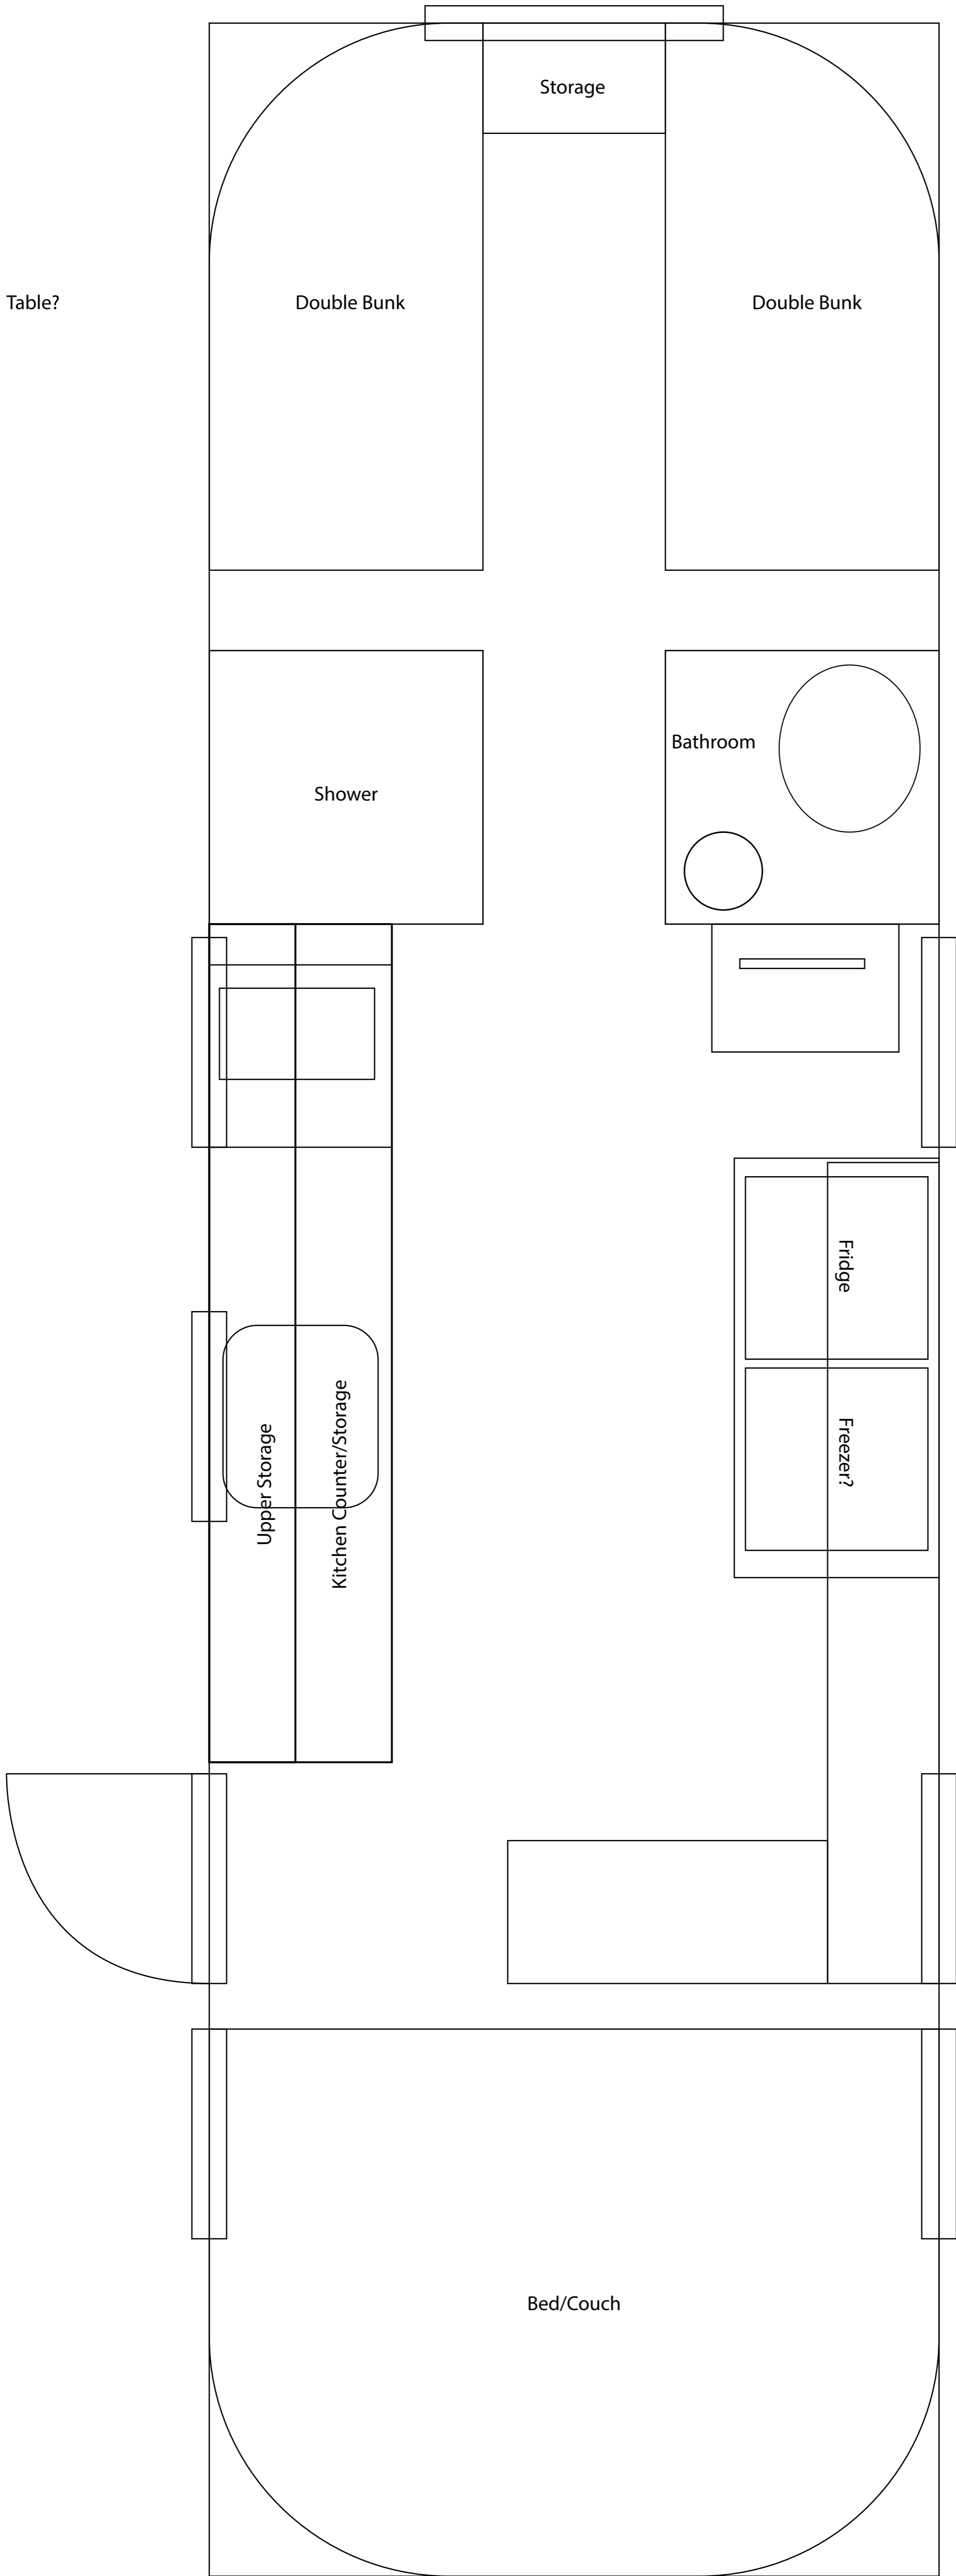 Storage
Table?
Double Bunk
Double Bunk
Bathroom
Shower
Fridge
Freezer?
Upper Storage
Kitchen Counter/Storage
Bed/Couch